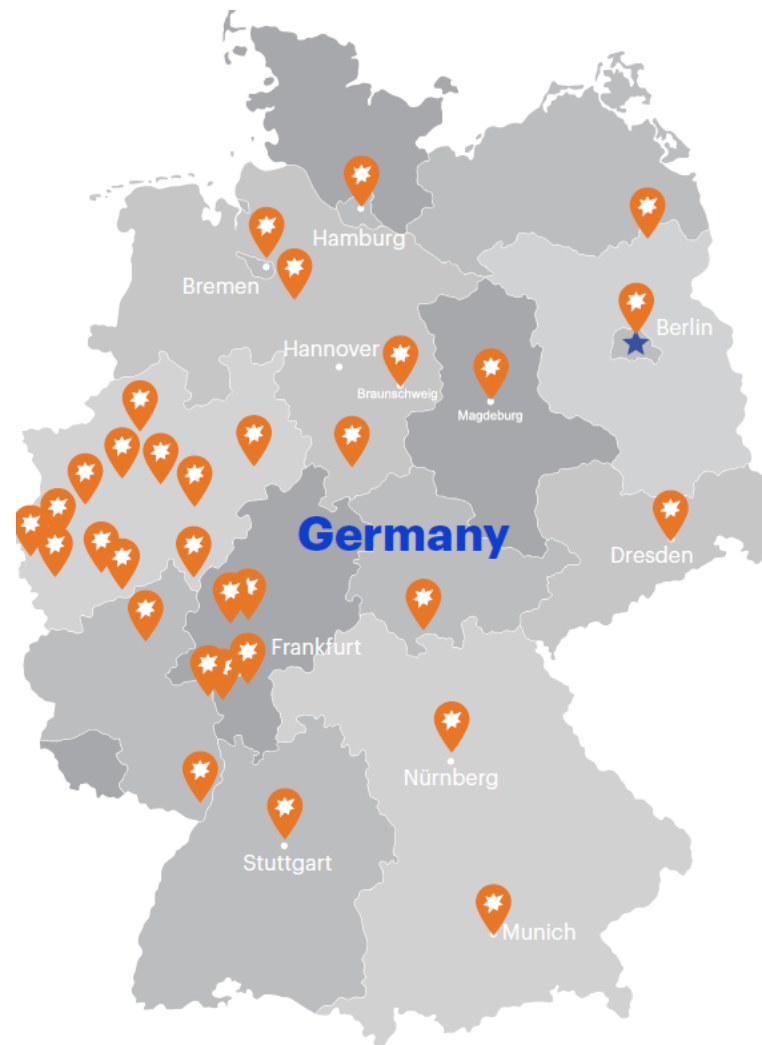 Hamburg
Bremen
Berlin
Hannover
Braunschweig
Magdeburg
Germany
Dresden
Frankfurt
Nürnberg
Stuttgart
Munich